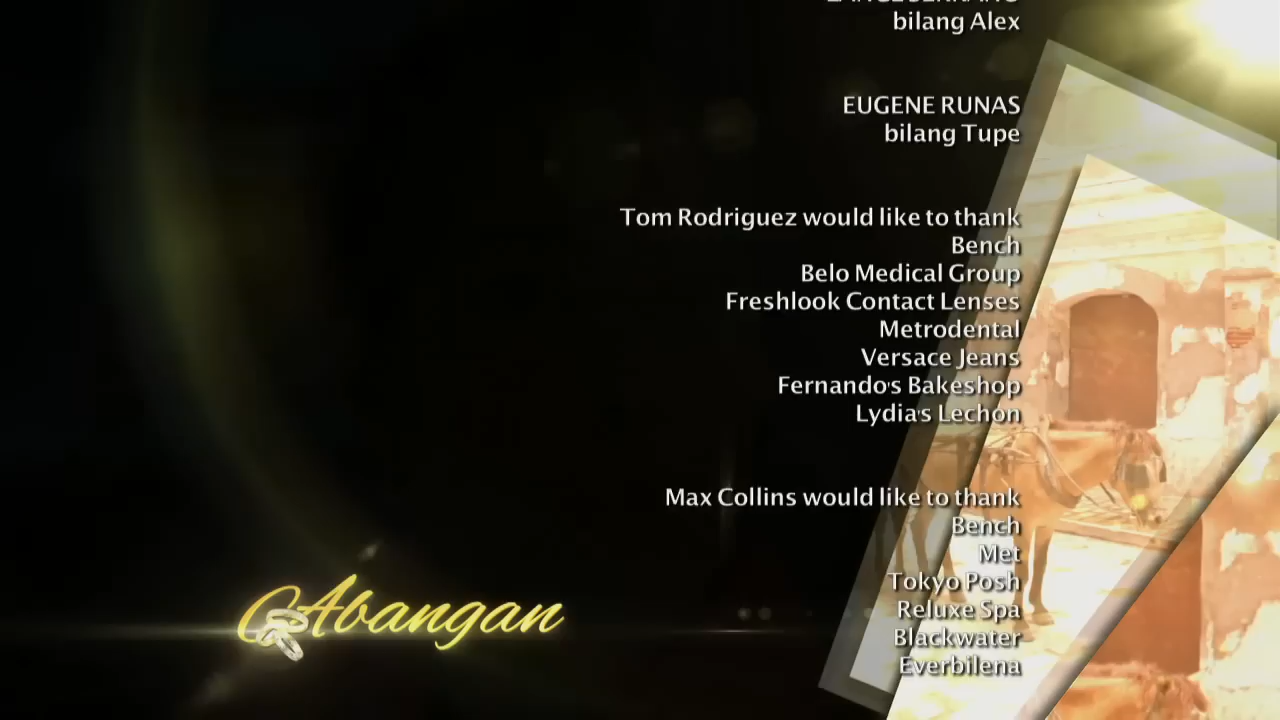 bilang Alex
EUGENE RUNAS
bilang Tupe
Tom Rodriguez would like to thank
Bench
Belo Medical Group
Freshlook Contact Lenses
Metrodental
Versace Jeans
Fernando's Bakeshop
Lydia's Lechon
Max Collins would like to thank
Bench
Met
Tokyo Posh
Reluxe Spa
Blackwater
Everbilena
Abangan